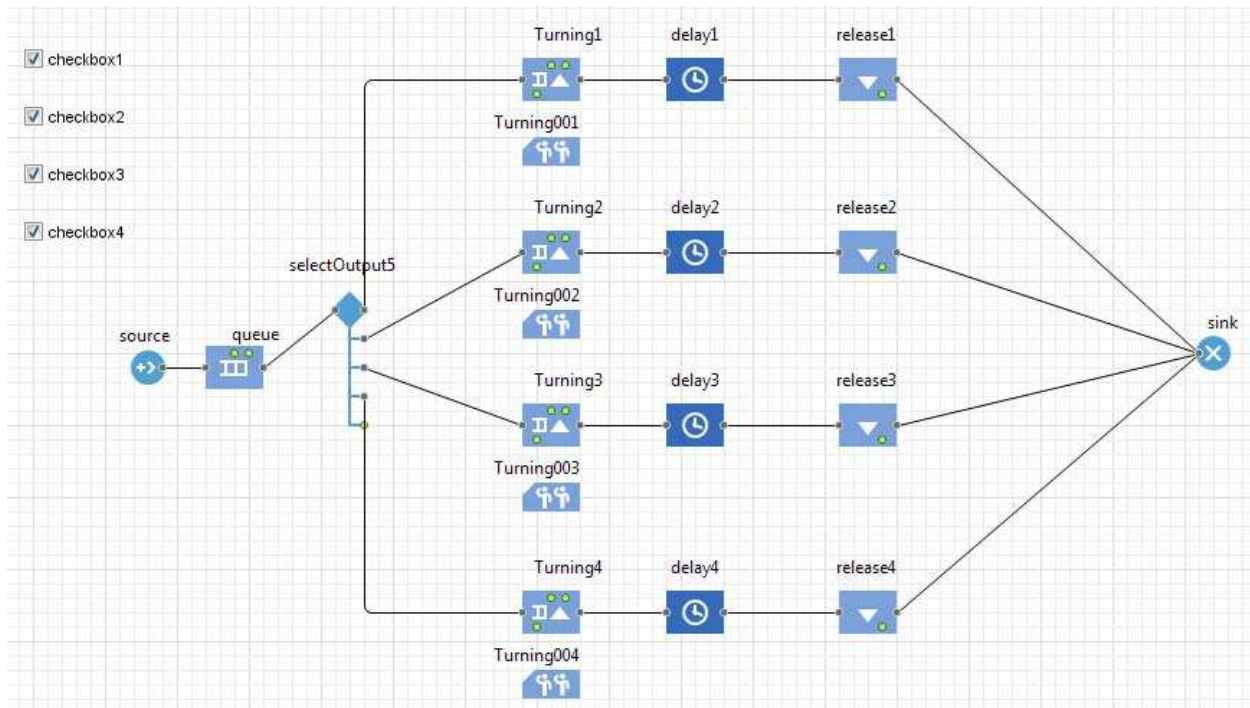 Turning1 delay1 release1
checkbox1
checkbox2
Turning001
checkbox3
Turning2 delay2 release2
checkbox4
selectOutput5
Turning002
source queue sink
Turning3 delay3 release3
Turning003
Turning4 delay4 release4
Turning004